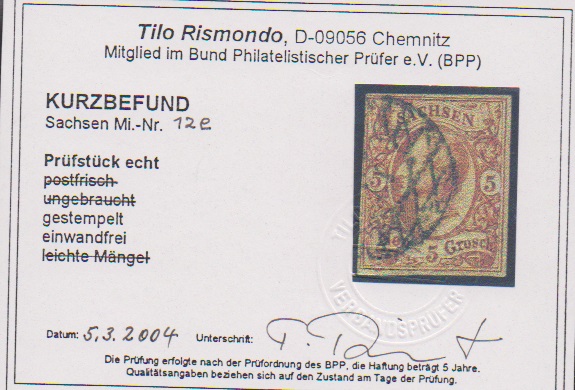 Tilo Rismondo, D-09056 Chemnitz
Mitglied im Bund Philatelistischer Prüfer e.V. (BPP)
KURZBEFUND
Sachsen Mi.-Nr. 12e
Prüfstück echt
postfrisch
ungebraucht
gestempelt
einwandfrei
leichte Mängel
SACHSEN
5 5
5 Grosch
VERBANDSPRÜFER
Datum: 5.3.2004 Unterschrift:
Die Prüfung erfolgte nach der Prüfordnung des BPP, die Haftung beträgt 5 Jahre.
Qualitätsangaben beziehen sich auf den Zustand am Tage der Prüfung.